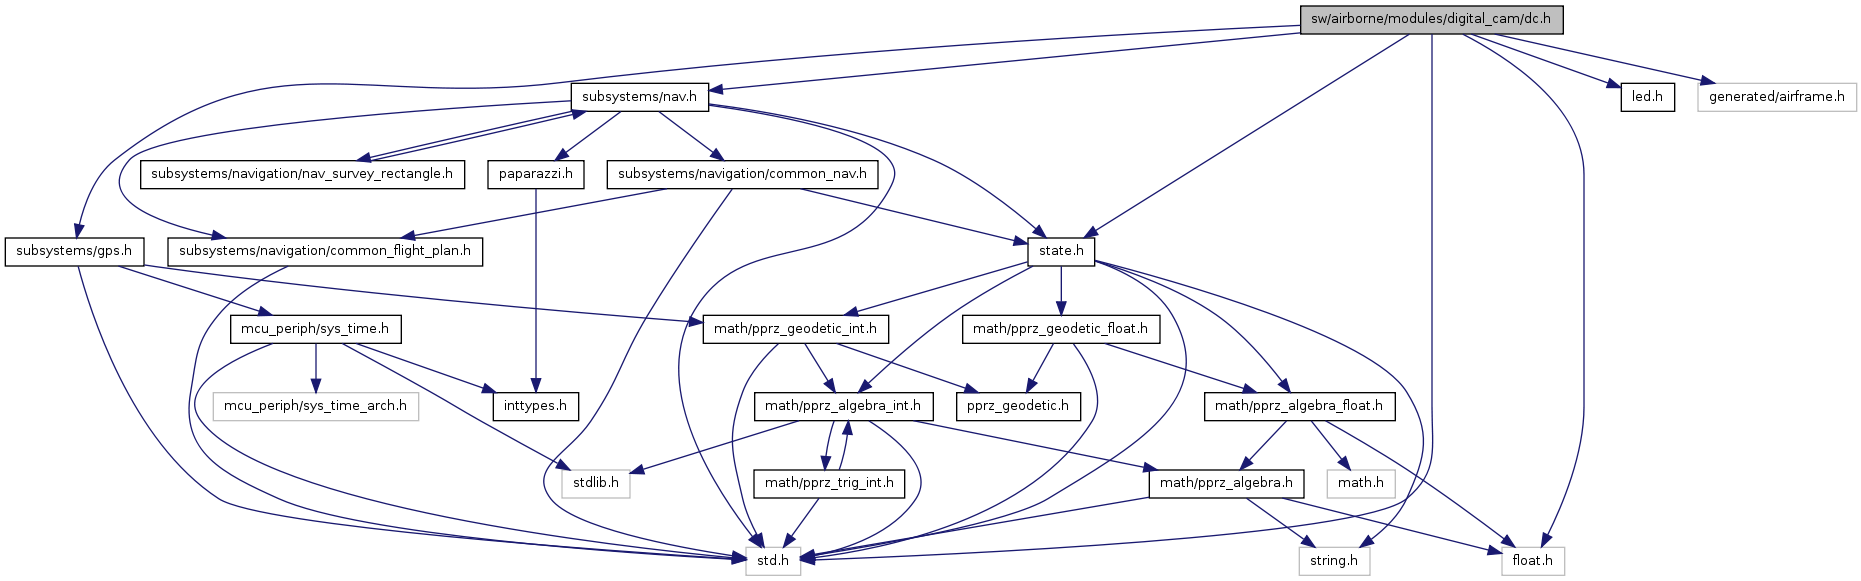 sw/airborne/modules/digital_cam/dc.h
subsystems/nav.h
led.h
generated/airframe.h
subsystems/navigation/nav_survey_rectangle.h
paparazzi.h
subsystems/navigation/common_nav.h
subsystems/gps.h
subsystems/navigation/common_flight_plan.h
state.h
mcu_periph/sys_time.h
math/pprz_geodetic_int.h
math/pprz_geodetic_float.h
mcu_periph/sys_time_arch.h
inttypes.h
math/pprz_algebra_int.h
pprz_geodetic.h
math/pprz_algebra_float.h
stdlib.h
math/pprz_trig_int.h
math/pprz_algebra.h
math.h
std.h
string.h
float.h